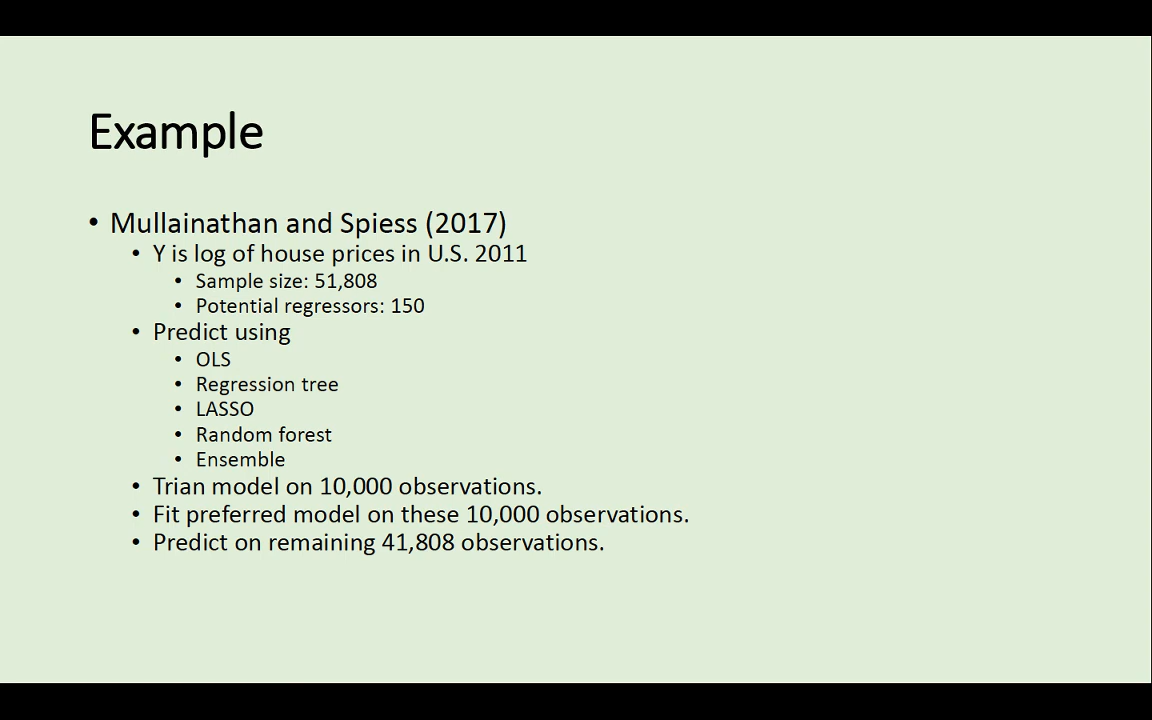 Example
• Mullainathan and Spiess (2017)
• Y is log of house prices in U.S. 2011
• Sample size: 51,808
• Potential regressors: 150
• Predict using
• OLS
• Regression tree
• LASSO
• Random forest
• Ensemble
• Trian model on 10,000 observations.
• Fit preferred model on these 10,000 observations.
• Predict on remaining 41,808 observations.